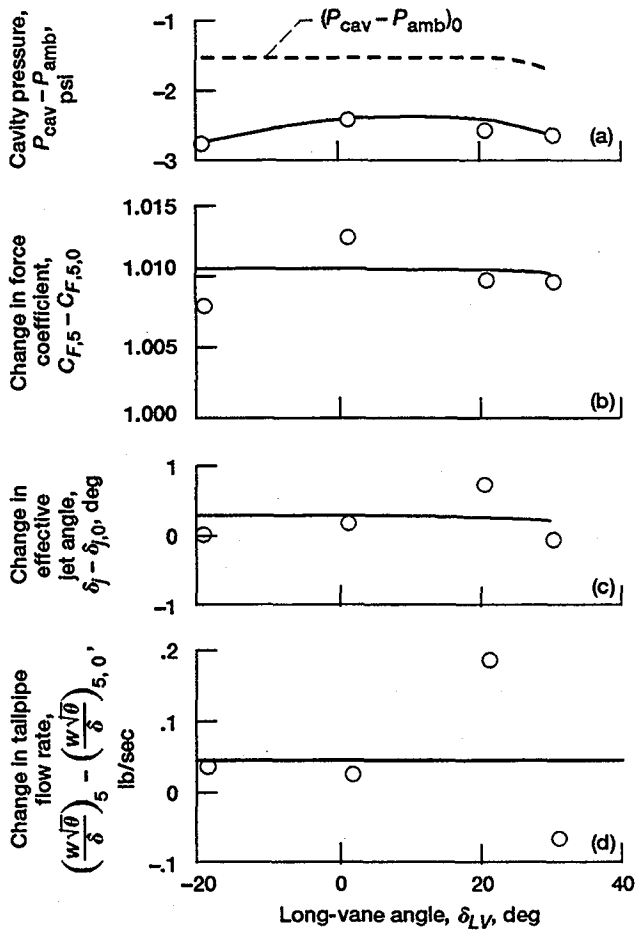 Cavity pressure,
P_cav – P_amb,
psi
–1
–2
–3
(P_cav – P_amb)_0
(a)
Change in force
coefficient,
C_F,5 – C_F,5,0
1.015
1.010
1.005
1.000
(b)
Change in
effective
jet angle,
δ_j – δ_j,0, deg
1
0
–1
(c)
Change in tailpipe
flow rate,
(w√θ/δ)_5 – (w√θ/δ)_5,0,
lb/sec
.2
.1
0
–.1
(d)
–20 0 20 40
Long-vane angle, δ_LV, deg